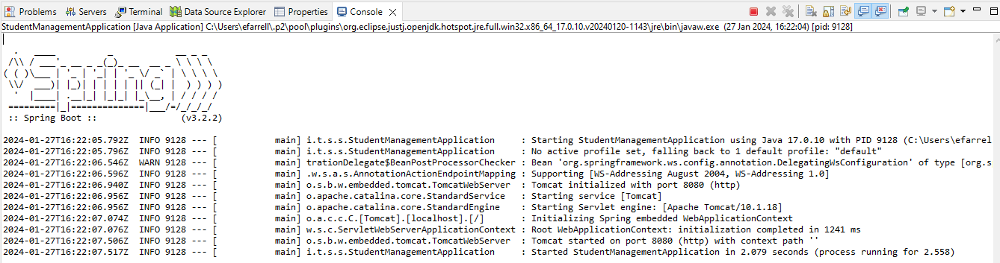 Problems Servers Terminal Data Source Explorer Properties Console
StudentManagementApplication [Java Application] C:\Users\efarrell\.p2\pool\plugins\org.eclipse.justj.openjdk.hotspot.jre.full.win32.x86_64_17.0.10.v20240120-1143\jre\bin\javaw.exe (27 Jan 2024, 16:22:04) [pid: 9128]
  .   ____          _            __ _ _
 /\\ / ___'_ __ _ _(_)_ __  __ _ \ \ \ \
( ( )\___ | '_ | '_| | '_ \/ _` | \ \ \ \
 \\/  ___)| |_)| | | | | || (_| |  ) ) ) )
  '  |____| .__|_| |_|_| |_\__, | / / / /
 =========|_|==============|___/=/_/_/_/
 :: Spring Boot ::                (v3.2.2)
2024-01-27T16:22:05.792Z  INFO 9128 --- [           main] i.t.s.s.StudentManagementApplication     : Starting StudentManagementApplication using Java 17.0.10 with PID 9128 (C:\Users\efarrel
2024-01-27T16:22:05.796Z  INFO 9128 --- [           main] i.t.s.s.StudentManagementApplication     : No active profile set, falling back to 1 default profile: "default"
2024-01-27T16:22:06.546Z  WARN 9128 --- [           main] trationDelegate$BeanPostProcessorChecker : Bean 'org.springframework.ws.config.annotation.DelegatingWsConfiguration' of type [org.s
2024-01-27T16:22:06.596Z  INFO 9128 --- [           main] .w.s.a.s.AnnotationActionEndpointMapping : Supporting [WS-Addressing August 2004, WS-Addressing 1.0]
2024-01-27T16:22:06.940Z  INFO 9128 --- [           main] o.s.b.w.embedded.tomcat.TomcatWebServer  : Tomcat initialized with port 8080 (http)
2024-01-27T16:22:06.956Z  INFO 9128 --- [           main] o.apache.catalina.core.StandardService   : Starting service [Tomcat]
2024-01-27T16:22:06.956Z  INFO 9128 --- [           main] o.apache.catalina.core.StandardEngine    : Starting Servlet engine: [Apache Tomcat/10.1.18]
2024-01-27T16:22:07.074Z  INFO 9128 --- [           main] o.a.c.c.C.[Tomcat].[localhost].[/]       : Initializing Spring embedded WebApplicationContext
2024-01-27T16:22:07.076Z  INFO 9128 --- [           main] w.s.c.ServletWebServerApplicationContext : Root WebApplicationContext: initialization completed in 1241 ms
2024-01-27T16:22:07.506Z  INFO 9128 --- [           main] o.s.b.w.embedded.tomcat.TomcatWebServer  : Tomcat started on port 8080 (http) with context path ''
2024-01-27T16:22:07.517Z  INFO 9128 --- [           main] i.t.s.s.StudentManagementApplication     : Started StudentManagementApplication in 2.079 seconds (process running for 2.558)